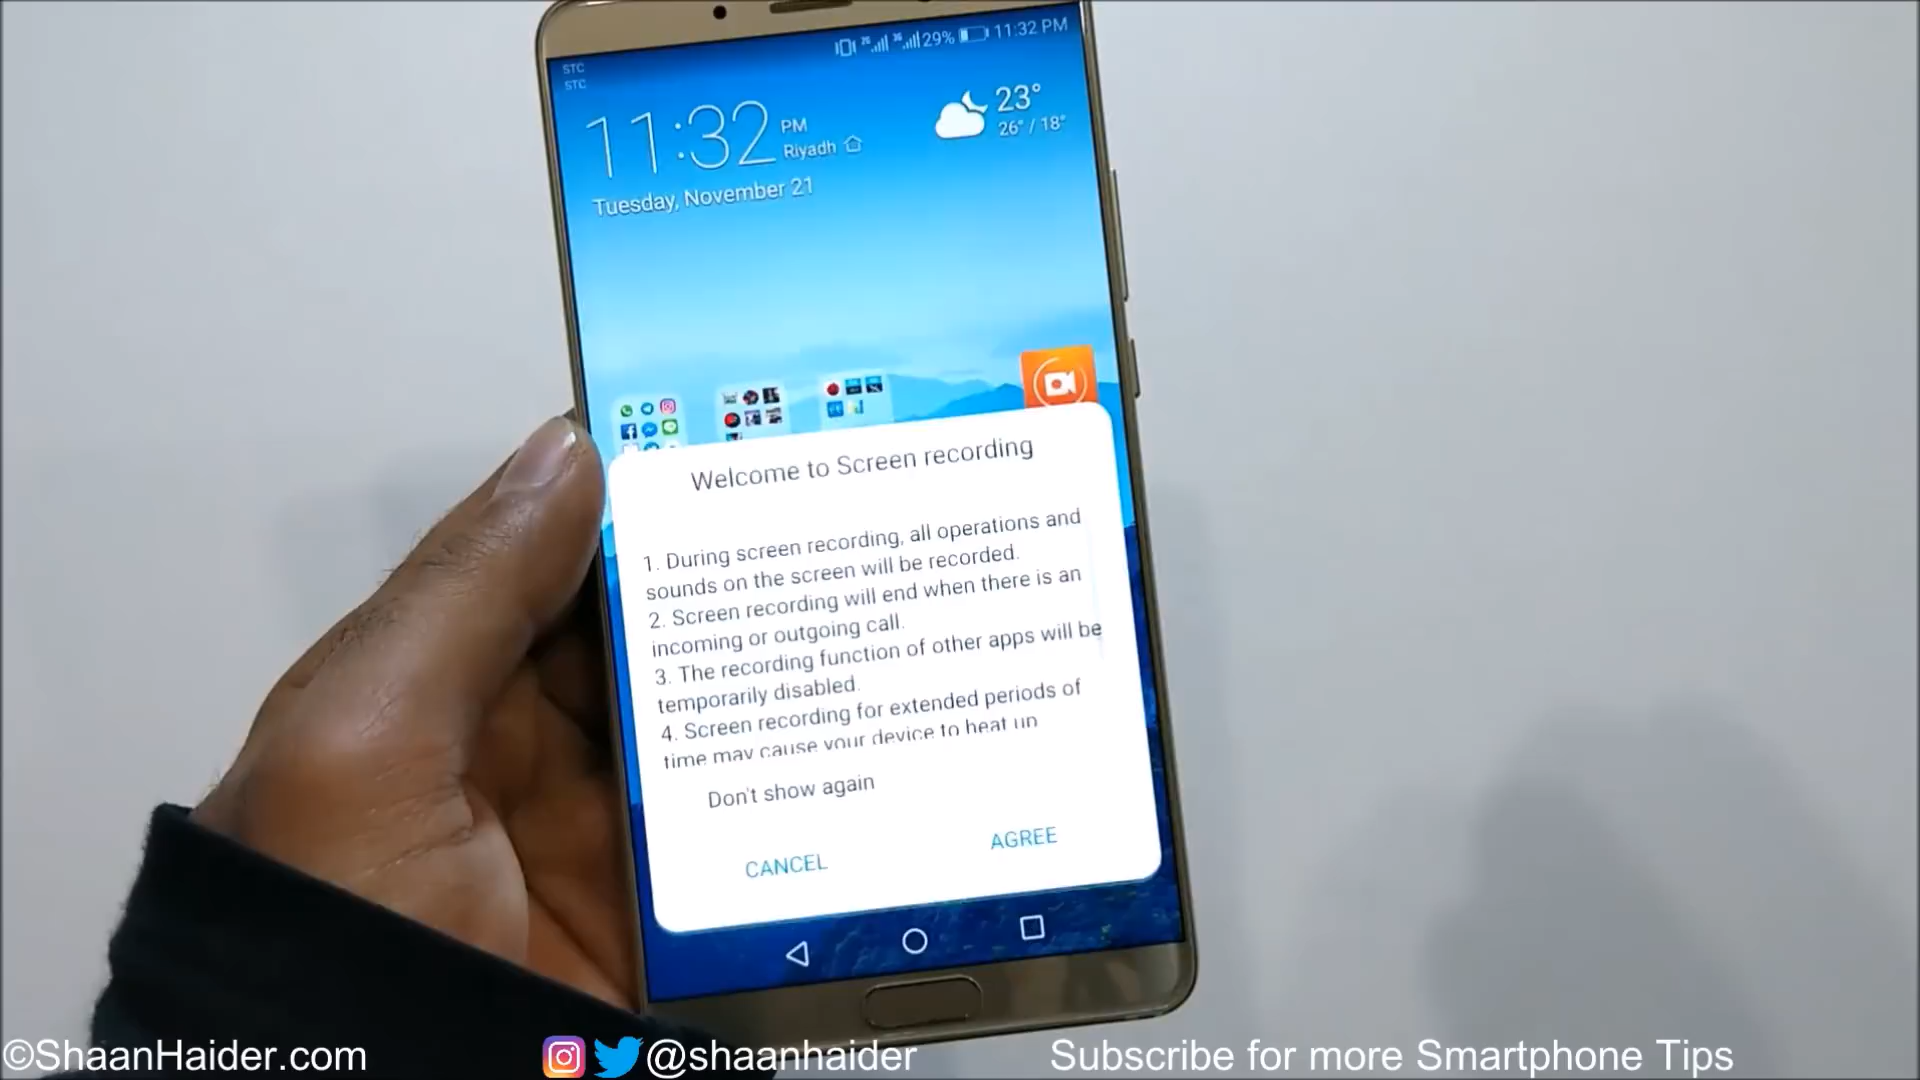 STC
STC
2G 3G 29% 11:32 PM
11:32 PM
Riyadh
23°
26° / 18°
Tuesday, November 21
Welcome to Screen recording
1. During screen recording, all operations and
sounds on the screen will be recorded.
2. Screen recording will end when there is an
incoming or outgoing call.
3. The recording function of other apps will be
temporarily disabled.
4. Screen recording for extended periods of
time may cause your device to heat up
Don't show again
CANCEL
AGREE
©ShaanHaider.com
@shaanhaider
Subscribe for more Smartphone Tips